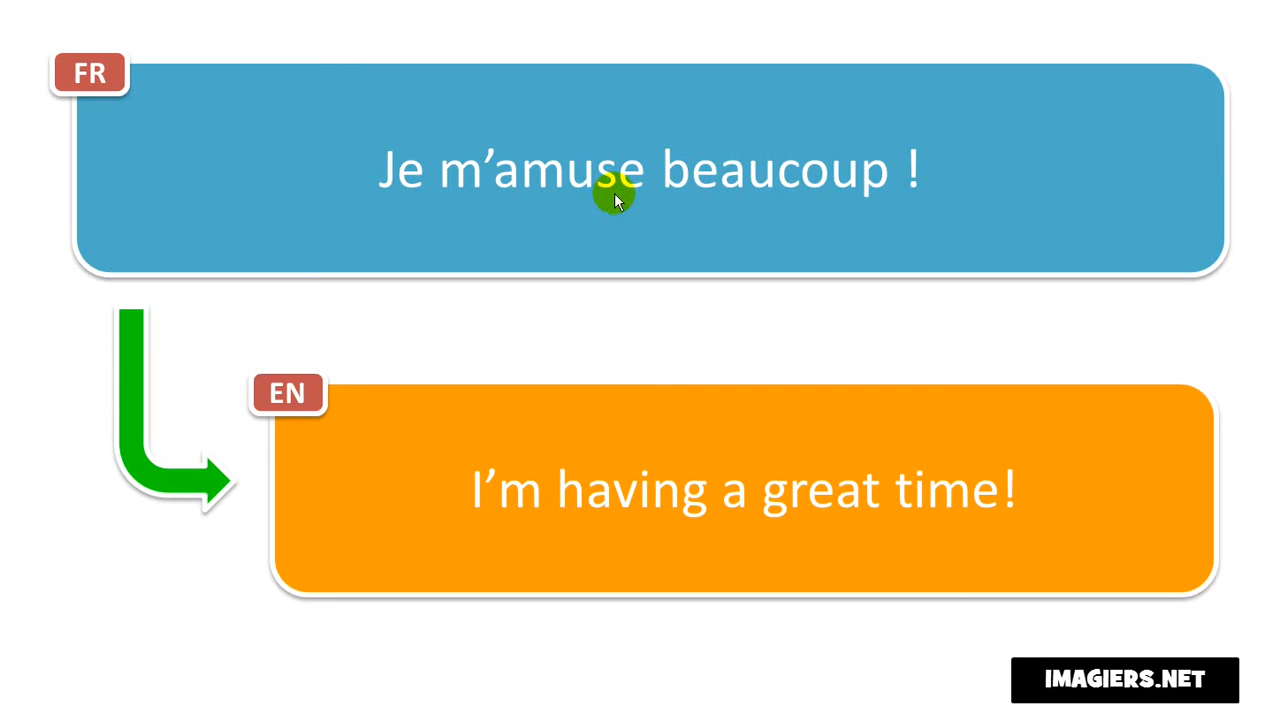 FR
Je m’amuse beaucoup !
EN
I’m having a great time!
IMAGIERS.NET